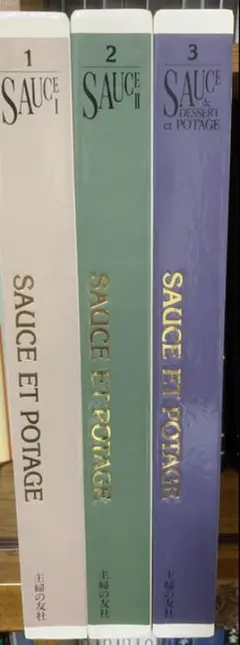 1
SAUCE I
SAUCE ET POTAGE
主婦の友社
2
SAUCE II
SAUCE ET POTAGE
主婦の友社
3
SAUCE
& DESSERT
et POTAGE
SAUCE ET POTAGE
主婦の友社